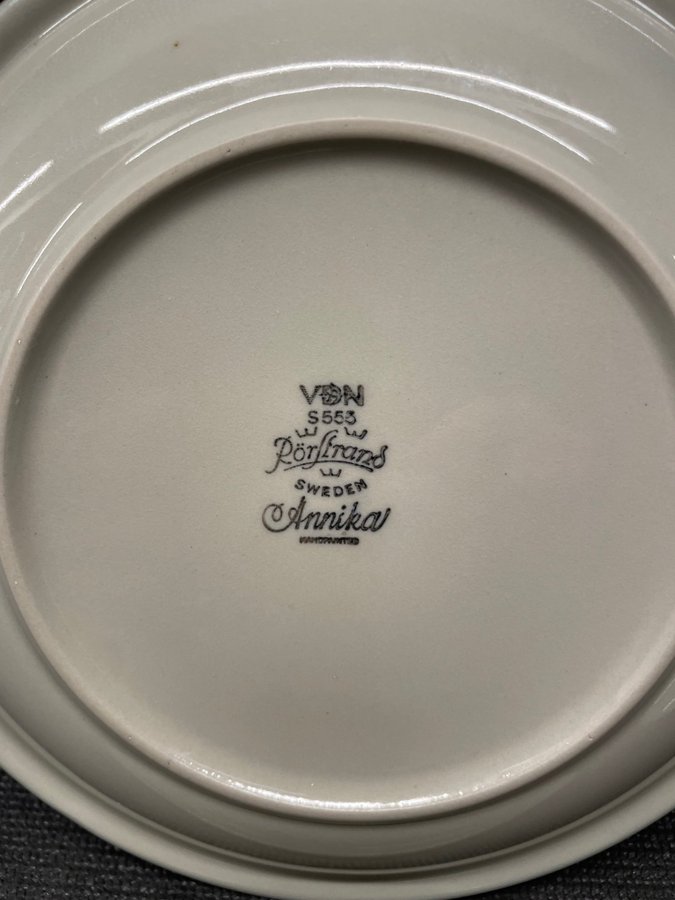 VDN
S553
Rörstrand
SWEDEN
Annika
HANDPAINTED